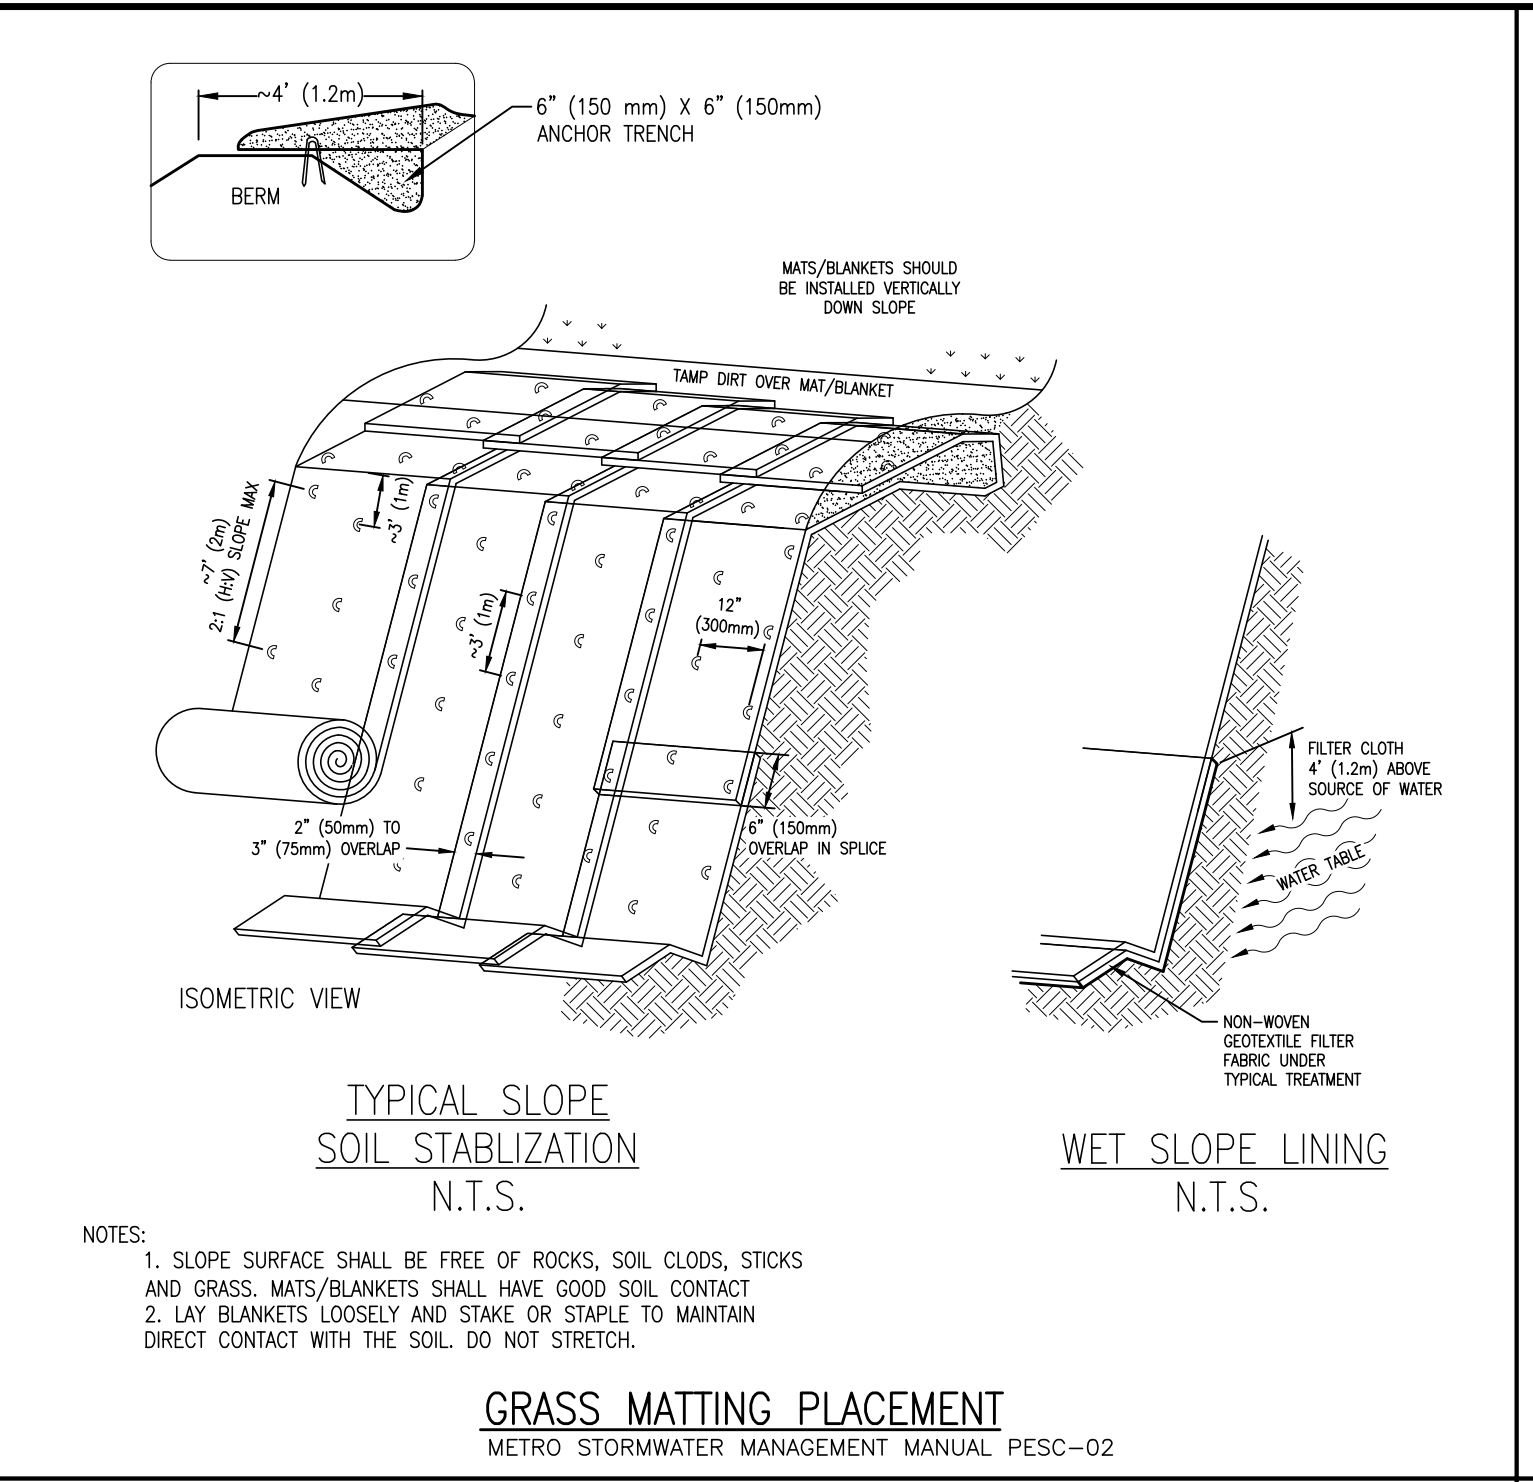 ~4' (1.2m)
6" (150 mm) X 6" (150mm)
ANCHOR TRENCH
BERM
MATS/BLANKETS SHOULD
BE INSTALLED VERTICALLY
DOWN SLOPE
TAMP DIRT OVER MAT/BLANKET
~7' (2m)
2:1 (H:V) SLOPE MAX
~3' (1m)
~3' (1m)
12"
(300mm)
2" (50mm) TO
3" (75mm) OVERLAP
6" (150mm)
OVERLAP IN SPLICE
FILTER CLOTH
4' (1.2m) ABOVE
SOURCE OF WATER
WATER TABLE
NON-WOVEN
GEOTEXTILE FILTER
FABRIC UNDER
TYPICAL TREATMENT
ISOMETRIC VIEW
TYPICAL SLOPE
SOIL STABLIZATION
N.T.S.
WET SLOPE LINING
N.T.S.
NOTES:
1. SLOPE SURFACE SHALL BE FREE OF ROCKS, SOIL CLODS, STICKS
AND GRASS. MATS/BLANKETS SHALL HAVE GOOD SOIL CONTACT
2. LAY BLANKETS LOOSELY AND STAKE OR STAPLE TO MAINTAIN
DIRECT CONTACT WITH THE SOIL. DO NOT STRETCH.
GRASS MATTING PLACEMENT
METRO STORMWATER MANAGEMENT MANUAL PESC-02